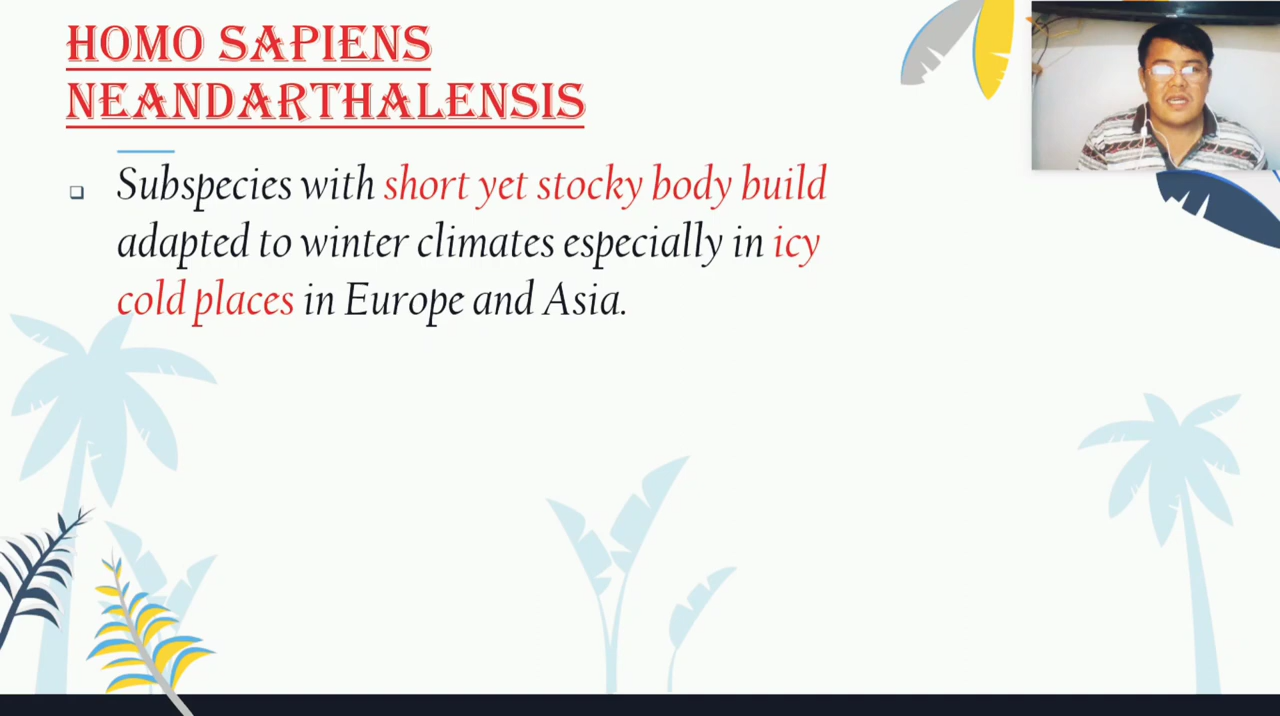 HOMO SAPIENS
NEANDARTHALENSIS
Subspecies with short yet stocky body build
adapted to winter climates especially in icy
cold places in Europe and Asia.